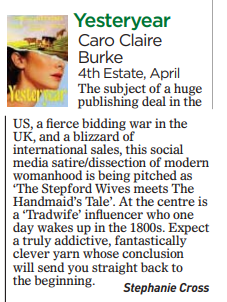 Yesteryear
Caro Claire
Burke
4th Estate, April
The subject of a huge
publishing deal in the
US, a fierce bidding war in the
UK, and a blizzard of
international sales, this social
media satire/dissection of modern
womanhood is being pitched as
‘The Stepford Wives meets The
Handmaid’s Tale’. At the centre is
a ‘Tradwife’ influencer who one
day wakes up in the 1800s. Expect
a truly addictive, fantastically
clever yarn whose conclusion
will send you straight back to
the beginning.
Stephanie Cross
Yesteryear